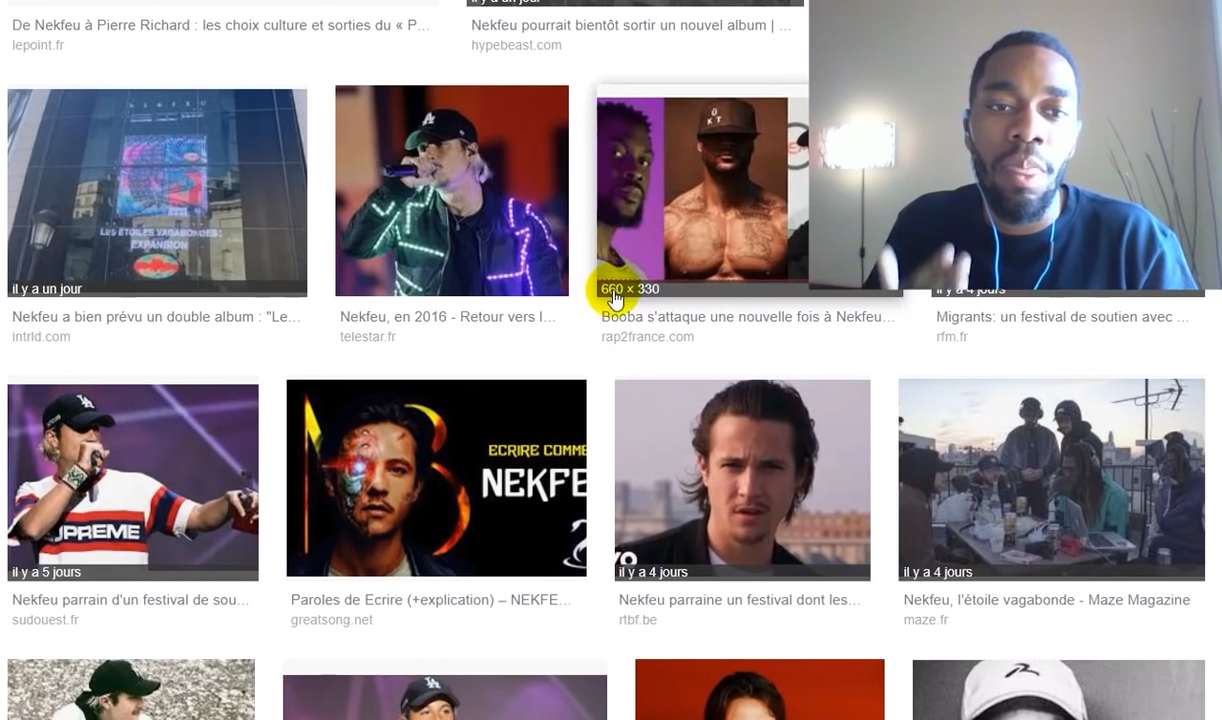 De Nekfeu à Pierre Richard : les choix culture et sorties du « P...
Nekfeu pourrait bientôt sortir un nouvel album | ...
lepoint.fr
hypebeast.com
NEKFEU
LES ÉTOILES VAGABONDES :
EXPANSION
il y a un jour
660 × 330
il y a 4 jours
Nekfeu a bien prévu un double album : "Le...
Nekfeu, en 2016 - Retour vers l...
Booba s'attaque une nouvelle fois à Nekfeu...
Migrants: un festival de soutien avec ...
intrld.com
telestar.fr
rap2france.com
rfm.fr
UPREME
ECRIRE COMME
NEKFE
il y a 5 jours
il y a 4 jours
il y a 4 jours
Nekfeu parrain d'un festival de sou...
Paroles de Ecrire (+explication) – NEKFE...
Nekfeu parraine un festival dont les...
Nekfeu, l'étoile vagabonde - Maze Magazine
sudouest.fr
greatsong.net
rtbf.be
maze.fr